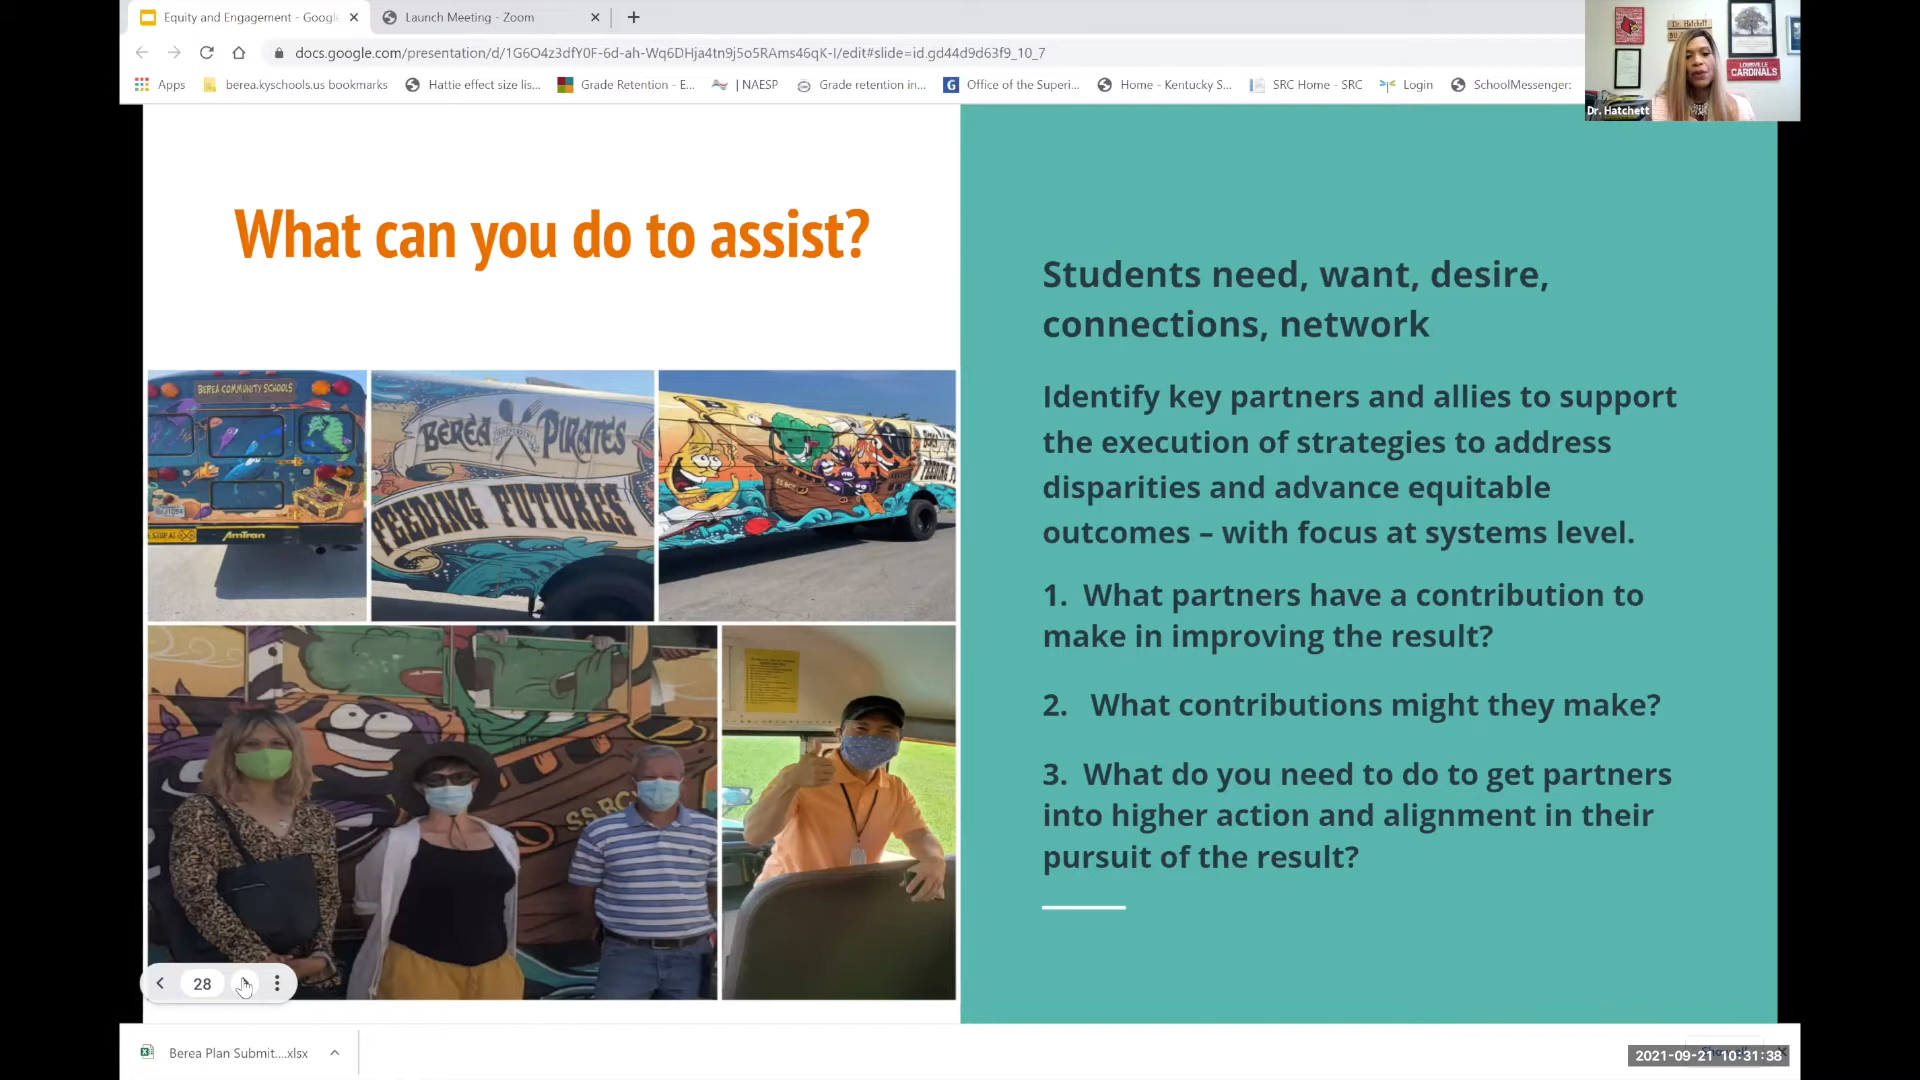 Equity and Engagement - Google
Launch Meeting - Zoom
docs.google.com/presentation/d/1G6O4z3dfY0F-6d-ah-Wq6DHja4tn9j5o5RAms46qK-I/edit#slide=id.gd44d9d63f9_10_7
Apps
berea.kyschools.us bookmarks
Hattie effect size lis...
Grade Retention - E...
| NAESP
Grade retention in...
Office of the Superi...
Home - Kentucky S...
SRC Home - SRC
Login
SchoolMessenger:
Dr. Hatchett
LOUISVILLE
CARDINALS
Dr. Hatchett
What can you do to assist?
BEREA COMMUNITY SCHOOLS
AmTran
BEREA PIRATES
FEEDING FUTURES
SS BCS
Students need, want, desire,
connections, network
Identify key partners and allies to support
the execution of strategies to address
disparities and advance equitable
outcomes – with focus at systems level.
1. What partners have a contribution to
make in improving the result?
2. What contributions might they make?
3. What do you need to do to get partners
into higher action and alignment in their
pursuit of the result?
28
Berea Plan Submit....xlsx
2021-09-21 10:31:38